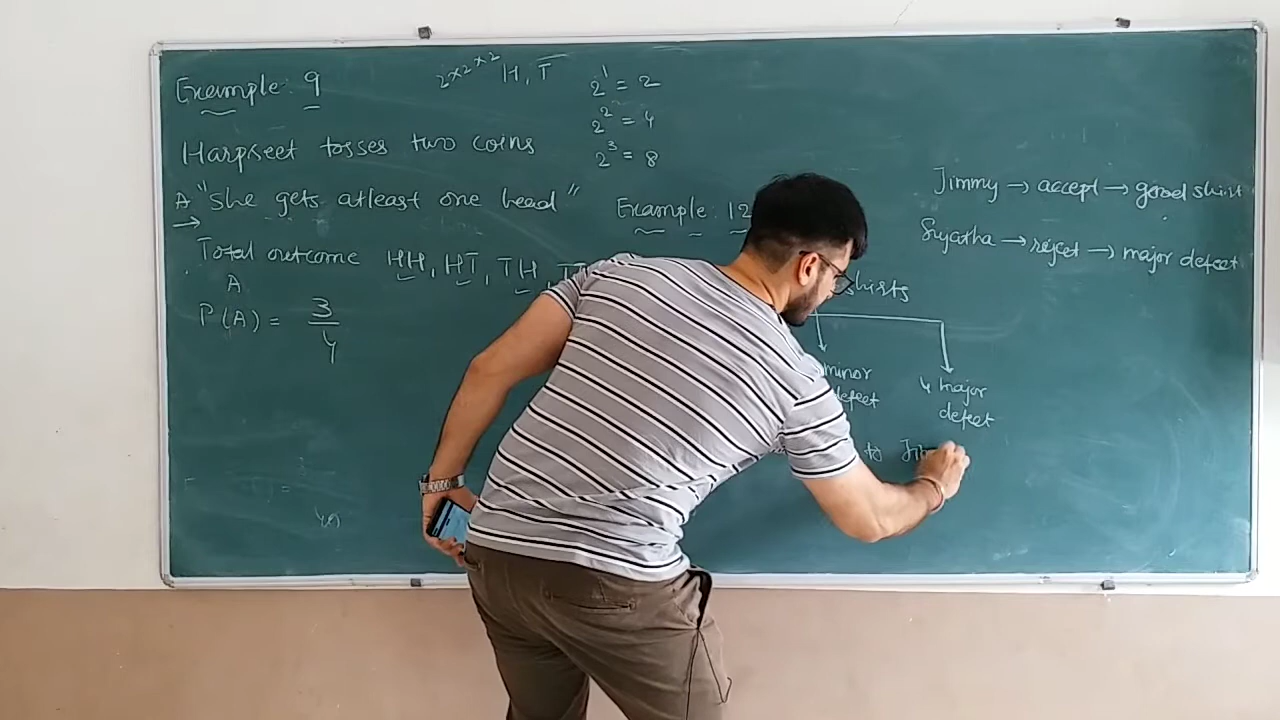 Example 9
2×2×2 H, T
2¹ = 2
2² = 4
2³ = 8
Harpreet tosses two coins
A "she gets atleast one head"
Total outcome HH, HT, TH,
A
P(A) = 3/4
Example 12
shirts
minor defect
4 major defect
to
Jimmy → accept → good shirt
Sujatha → reject → major defect